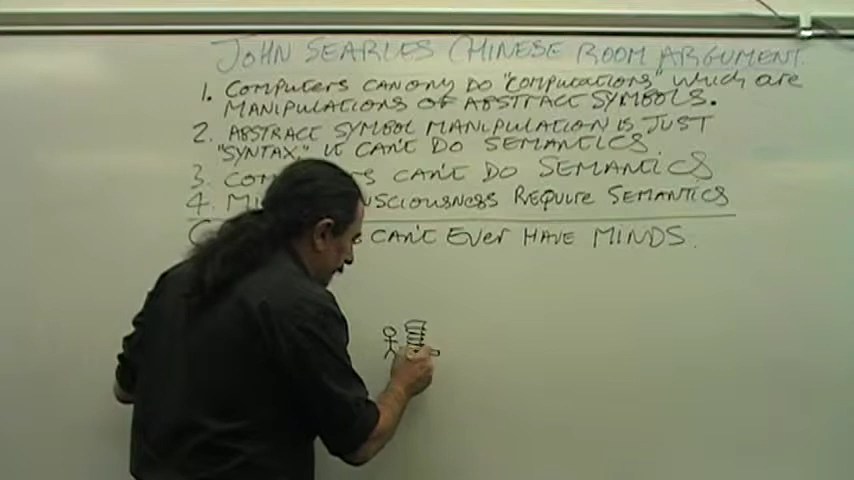 JOHN SEARLES CHINESE ROOM ARGUMENT.
1. COMPUTERS CAN ONY DO "COMPUTATIONS" WHICH ARE
MANIPULATIONS OF ABSTRACT SYMBOLS.
2. ABSTRACT SYMBOL MANIPULATION IS JUST
"SYNTAX," IT CAN'T DO SEMANTICS.
3. CAN'T DO SEMANTICS
4. REQUIRE SEMANTICS
CAN'T EVER HAVE MINDS.